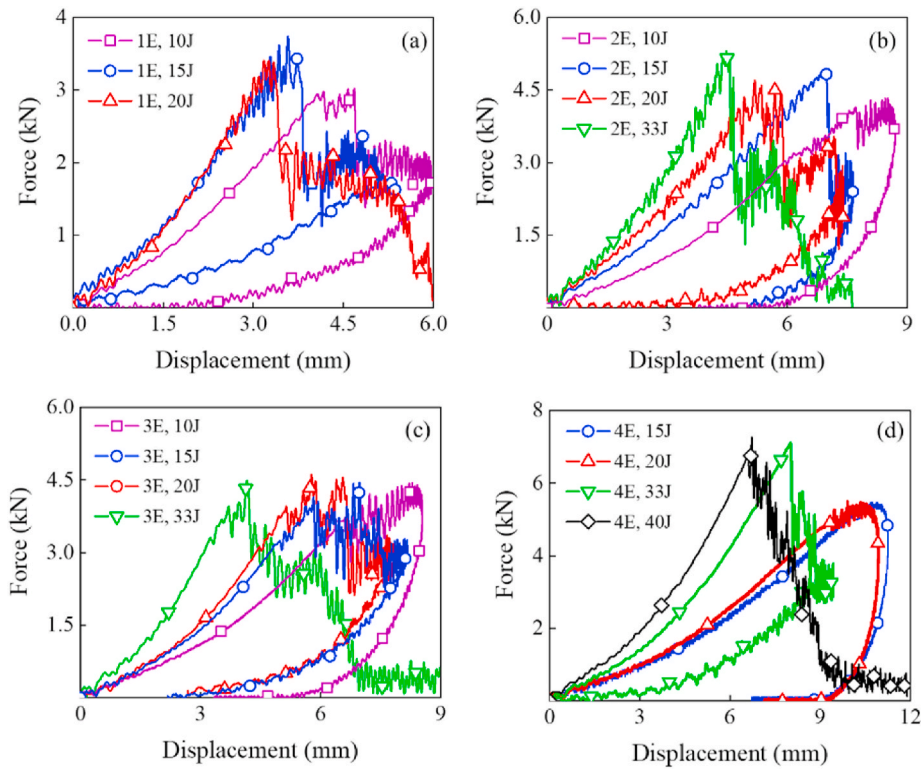 4
3
2
1
Force (kN)
1E, 10J
1E, 15J
1E, 20J
(a)
0.0 1.5 3.0 4.5 6.0
Displacement (mm)
6.0
4.5
3.0
1.5
Force (kN)
2E, 10J
2E, 15J
2E, 20J
2E, 33J
(b)
0 3 6 9
Displacement (mm)
6.0
4.5
3.0
1.5
Force (kN)
3E, 10J
3E, 15J
3E, 20J
3E, 33J
(c)
0 3 6 9
Displacement (mm)
8
6
4
2
Force (kN)
4E, 15J
4E, 20J
4E, 33J
4E, 40J
(d)
0 3 6 9 12
Displacement (mm)